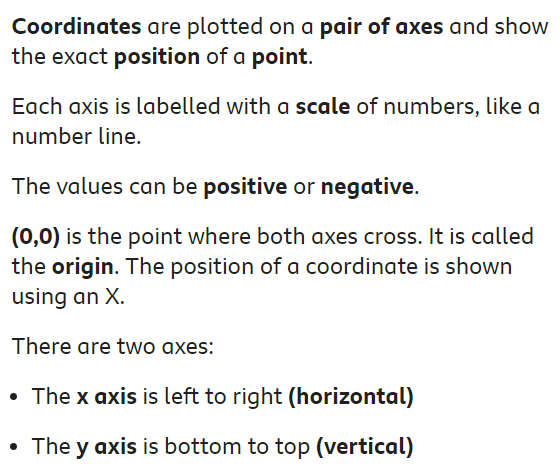 Coordinates are plotted on a pair of axes and show
the exact position of a point.
Each axis is labelled with a scale of numbers, like a
number line.
The values can be positive or negative.
(0,0) is the point where both axes cross. It is called
the origin. The position of a coordinate is shown
using an X.
There are two axes:
• The x axis is left to right (horizontal)
• The y axis is bottom to top (vertical)